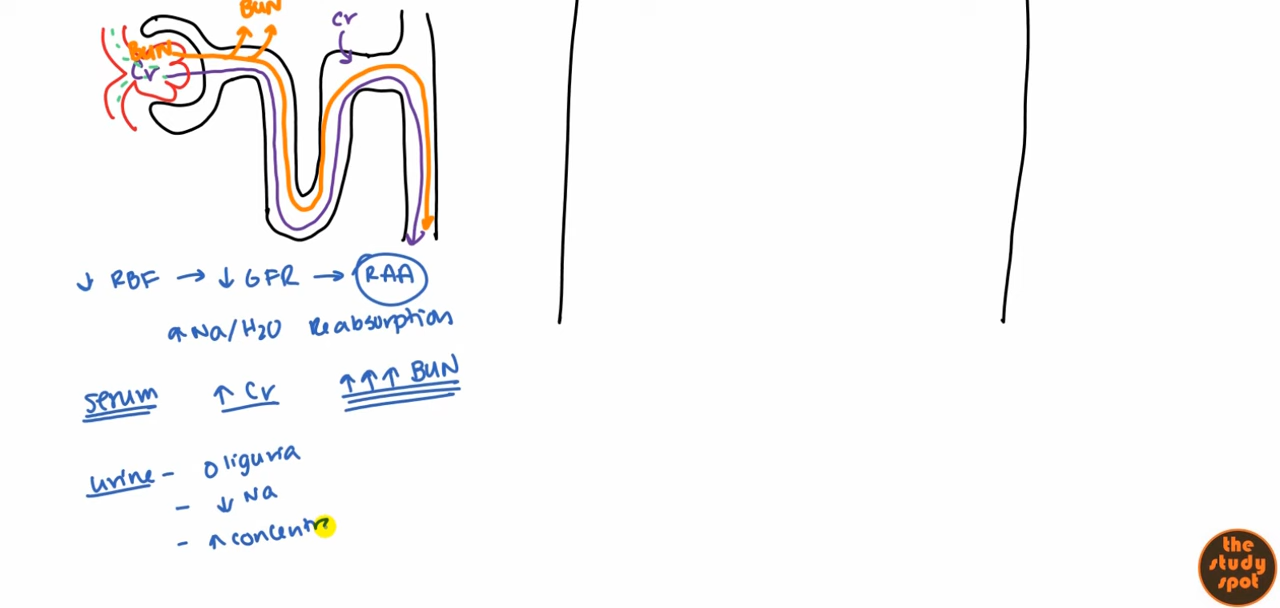 BUN
Cr
BUN
Cr
↓ RBF → ↓ GFR → RAA
↑ Na/H2O Reabsorption
serum ↑ Cr ↑↑↑ BUN
urine - oliguria
- ↓ Na
- ↑ concentr
the
study
spot